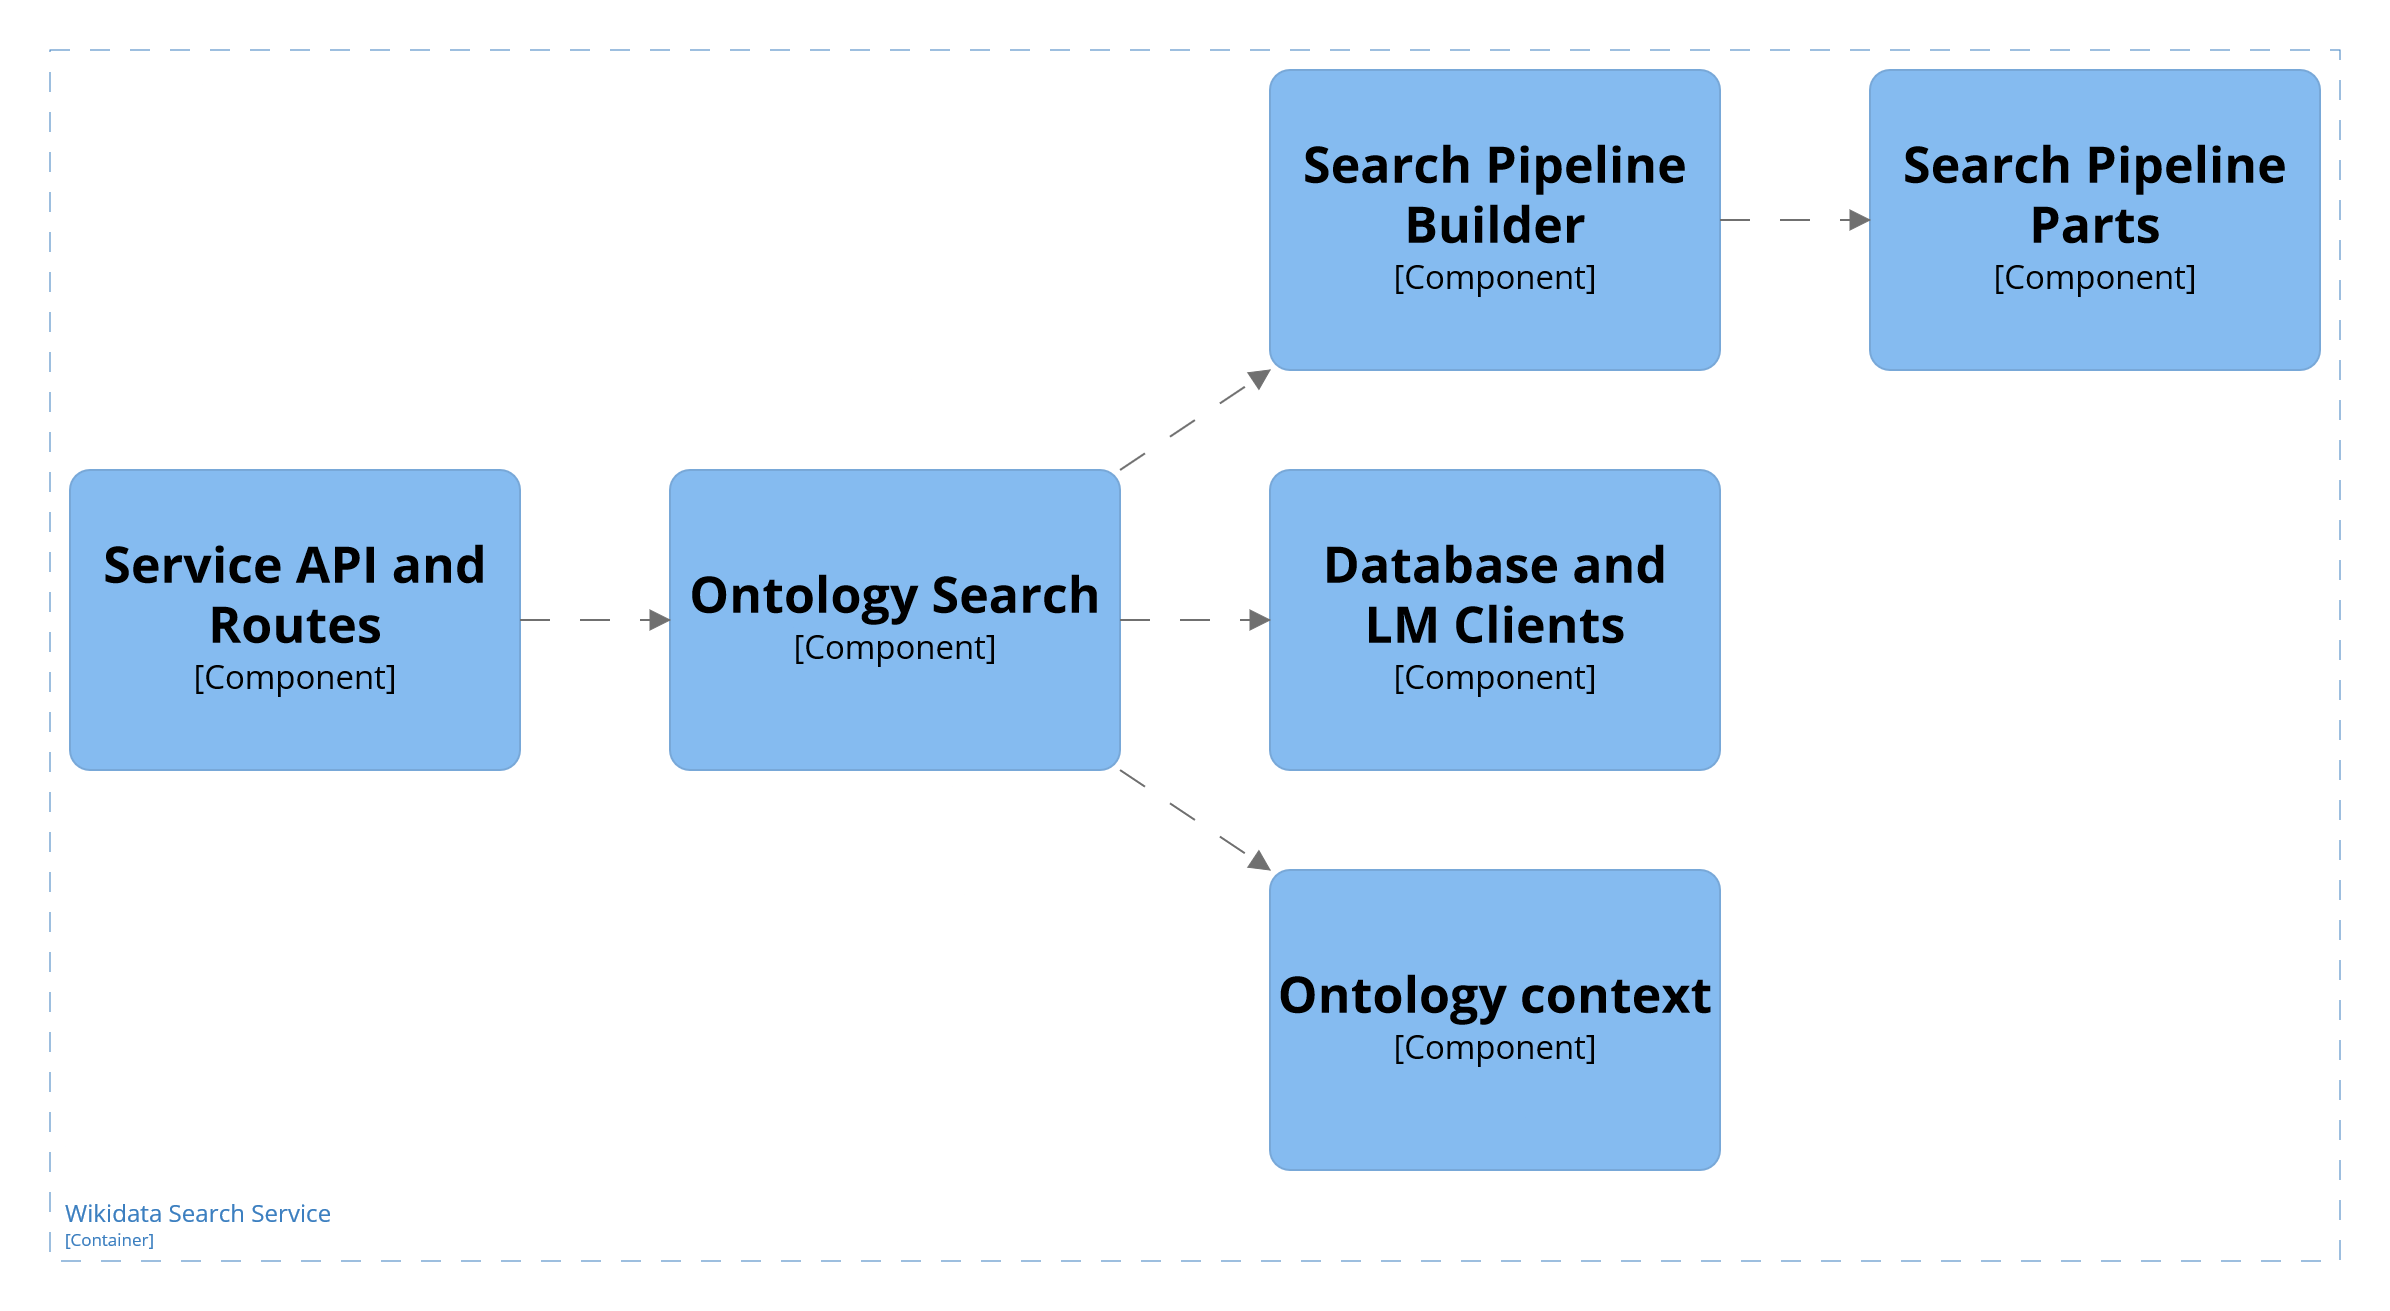 Search Pipeline
Builder
[Component]
Search Pipeline
Parts
[Component]
Service API and
Routes
[Component]
Ontology Search
[Component]
Database and
LM Clients
[Component]
Ontology context
[Component]
Wikidata Search Service
[Container]